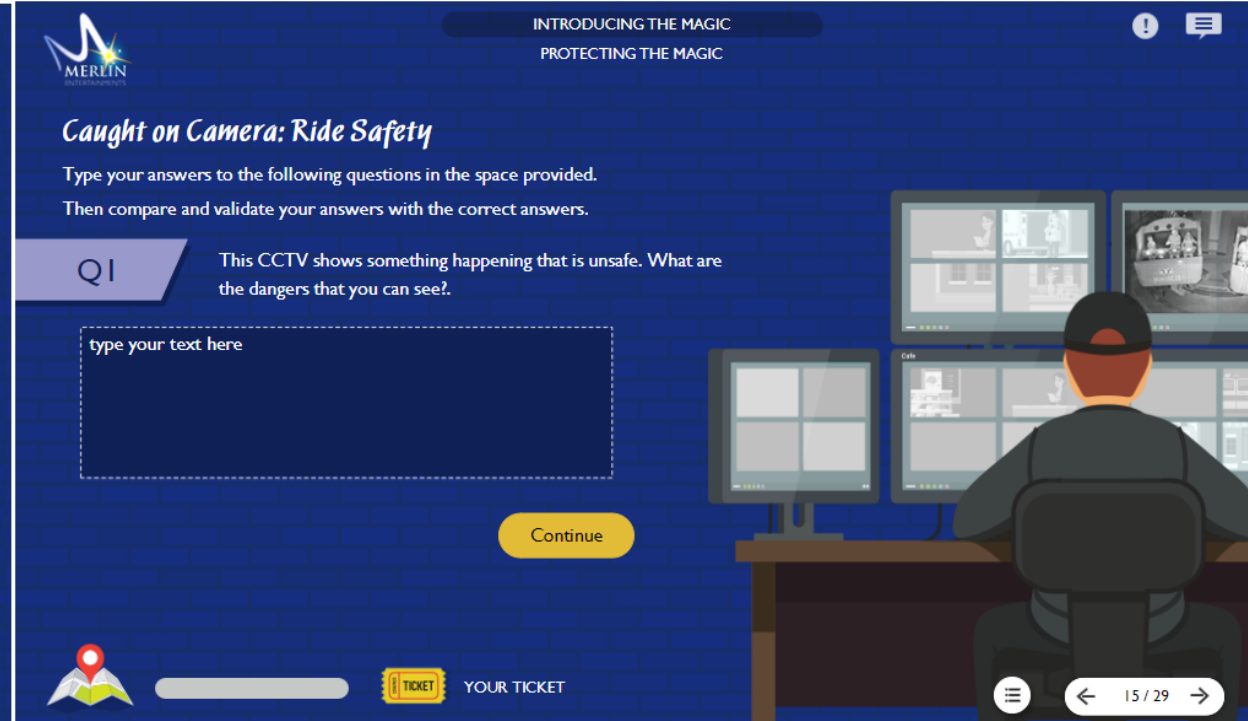 INTRODUCING THE MAGIC
PROTECTING THE MAGIC
MERLIN
ENTERTAINMENTS
Caught on Camera: Ride Safety
Type your answers to the following questions in the space provided.
Then compare and validate your answers with the correct answers.
Q1
This CCTV shows something happening that is unsafe. What are
the dangers that you can see?.
type your text here
Cafe
Continue
TICKET
YOUR TICKET
15 / 29